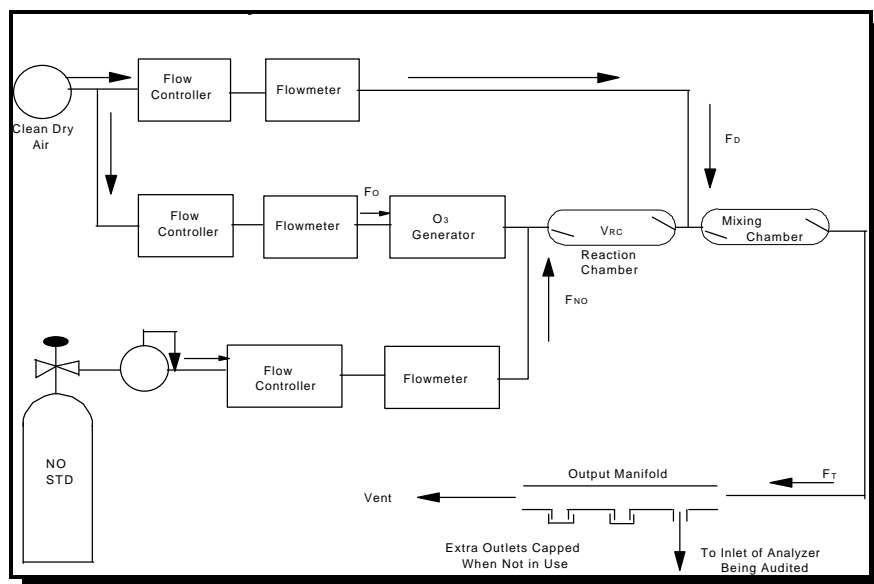 Flow
Controller
Flowmeter
Clean Dry
Air
FD
Flow
Controller
Flowmeter
FO
O3
Generator
VRC
Reaction
Chamber
Mixing
Chamber
FNO
Flow
Controller
Flowmeter
NO
STD
Output Manifold
FT
Vent
Extra Outlets Capped
When Not in Use
To Inlet of Analyzer
Being Audited